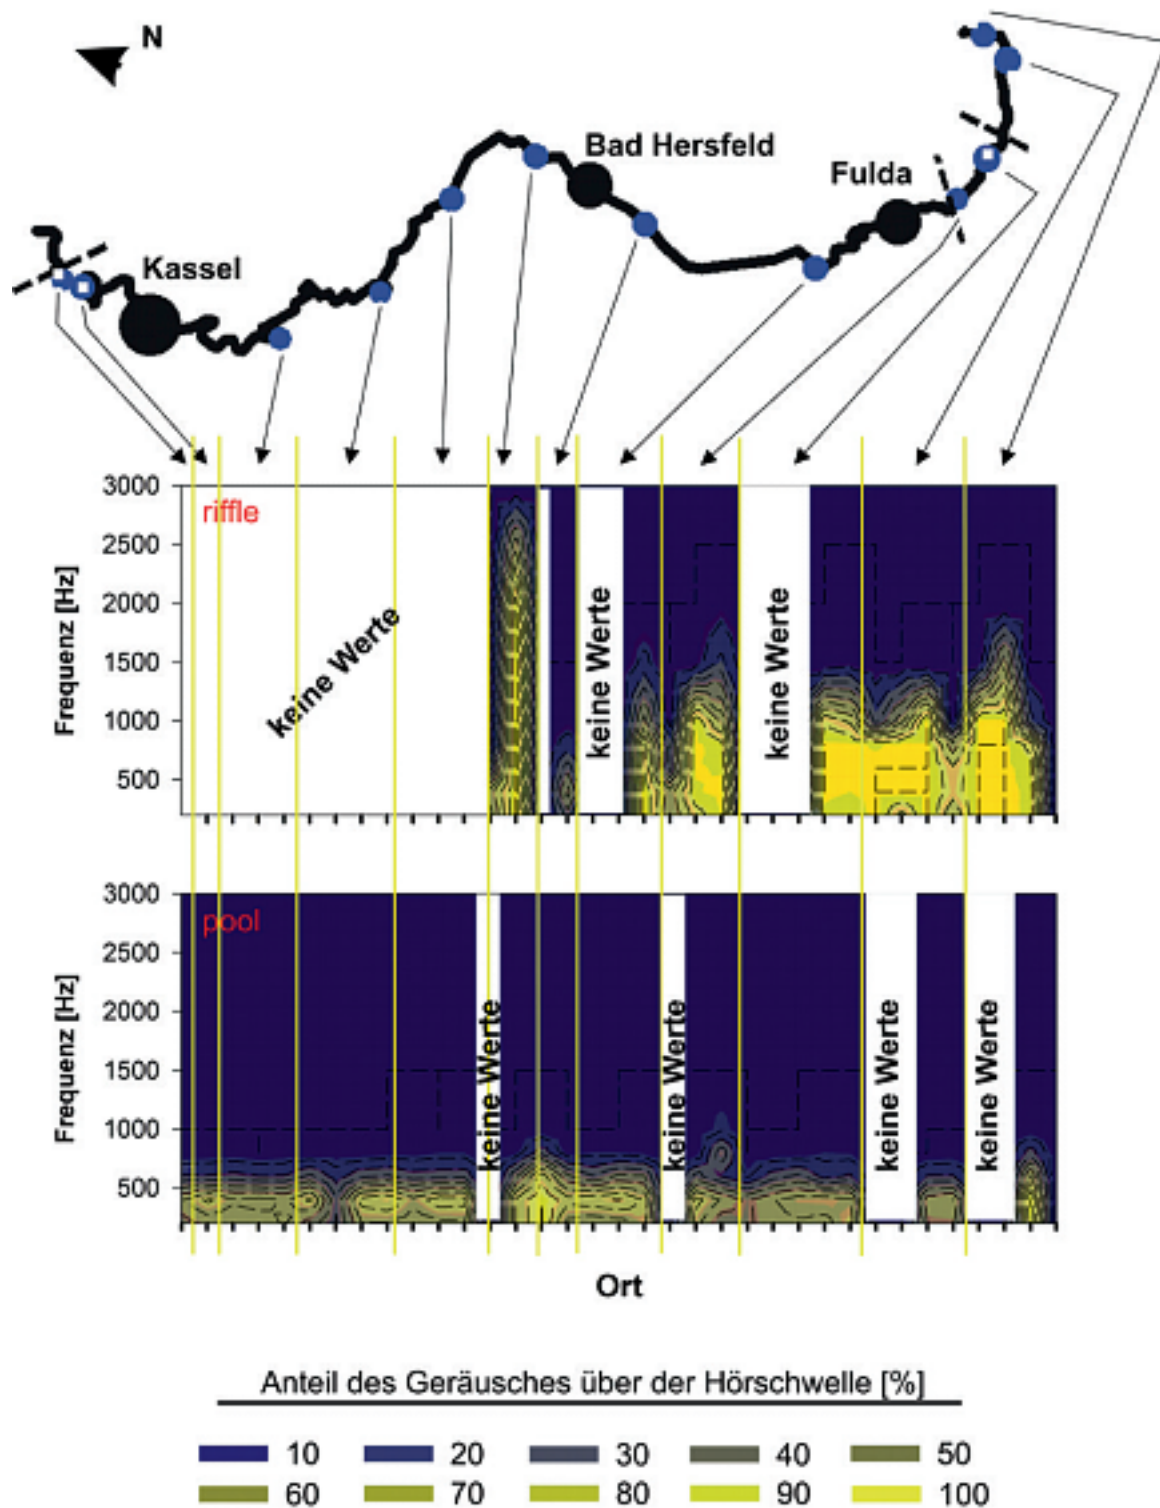 N
Bad Hersfeld
Fulda
Kassel
3000
riffle
2500
2000
1500
1000
500
Frequenz [Hz]
keine Werte
keine Werte
keine Werte
3000
pool
2500
2000
1500
1000
500
Frequenz [Hz]
keine Werte
keine Werte
keine Werte
keine Werte
Ort
Anteil des Geräusches über der Hörschwelle [%]
10 20 30 40 50
60 70 80 90 100